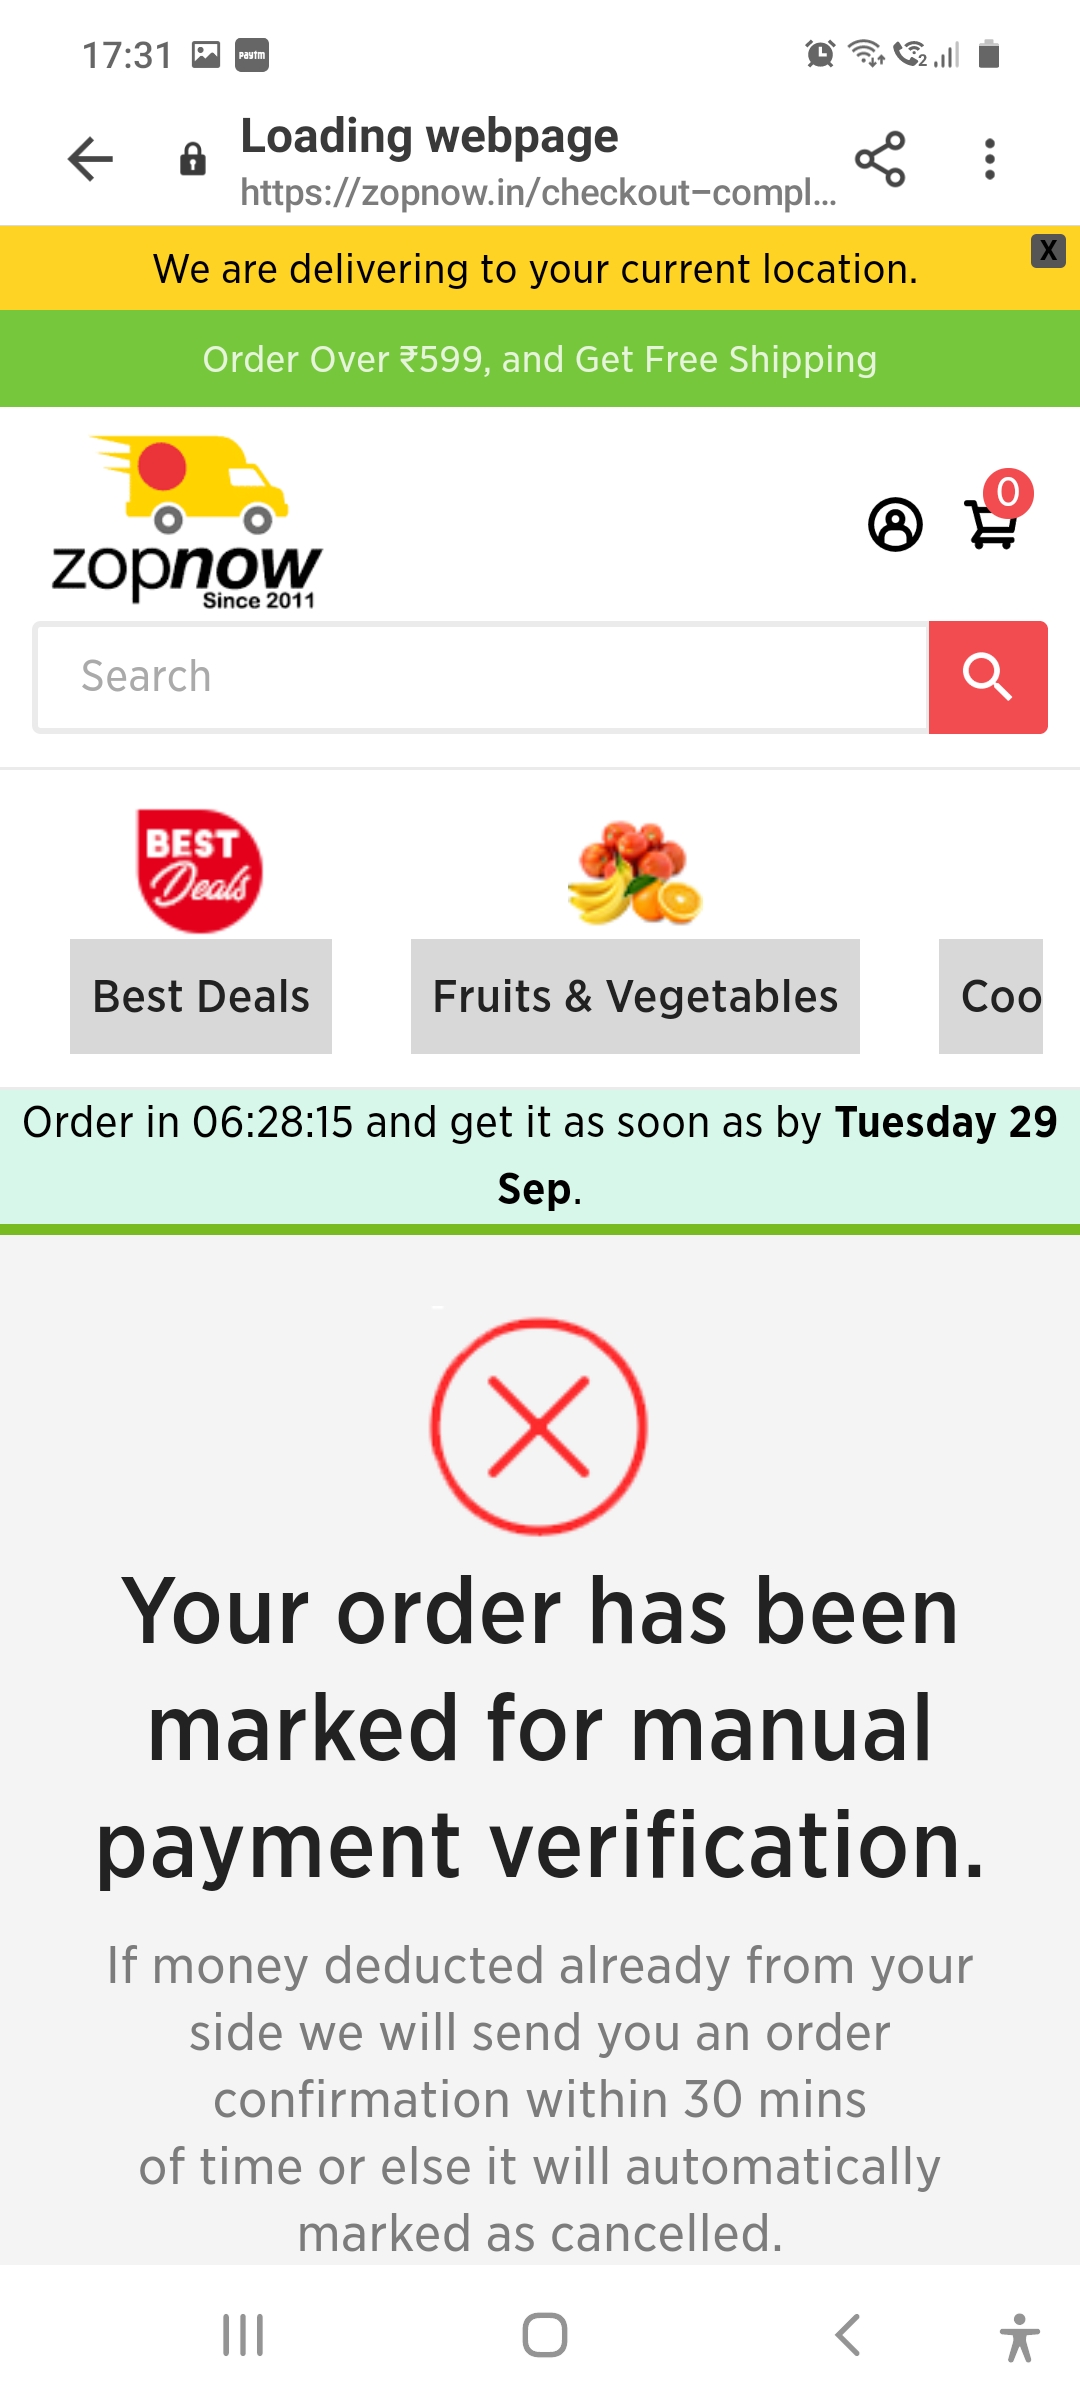 17:31 paytm
2
Loading webpage
https://zopnow.in/checkout-compl...
We are delivering to your current location.
X
Order Over ₹599, and Get Free Shipping
zopnow
Since 2011
0
Search
BEST
Deals
Best Deals
Fruits & Vegetables
Coo
Order in 06:28:15 and get it as soon as by Tuesday 29
Sep.
Your order has been
marked for manual
payment verification.
If money deducted already from your
side we will send you an order
confirmation within 30 mins
of time or else it will automatically
marked as cancelled.